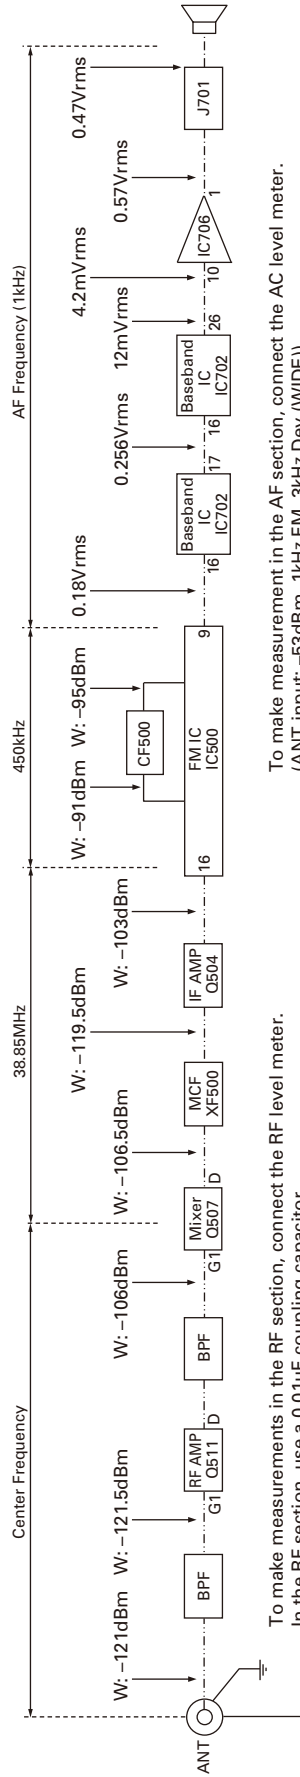 Center Frequency
38.85MHz
450kHz
AF Frequency (1kHz)
W: –121dBm
W: –121.5dBm
W: –106dBm
W: –106.5dBm
W: –119.5dBm
W: –103dBm
W: –91dBm
W: –95dBm
0.18Vrms
0.256Vrms
12mVrms
4.2mVrms
0.57Vrms
0.47Vrms
ANT
BPF
G1
RF AMP
Q511
D
BPF
G1
Mixer
Q507
D
MCF
XF500
IF AMP
Q504
16
FM IC
IC500
9
CF500
16
Baseband
IC
IC702
17
16
Baseband
IC
IC702
26
10
IC706
1
J701
To make measurements in the RF section, connect the RF level meter.
In the RF section, use a 0.01µF coupling capacitor.
To make measurement in the AF section, connect the AC level meter.
(ANT input: –53dBm, 1kHz FM, 3kHz Dev (WIDE))